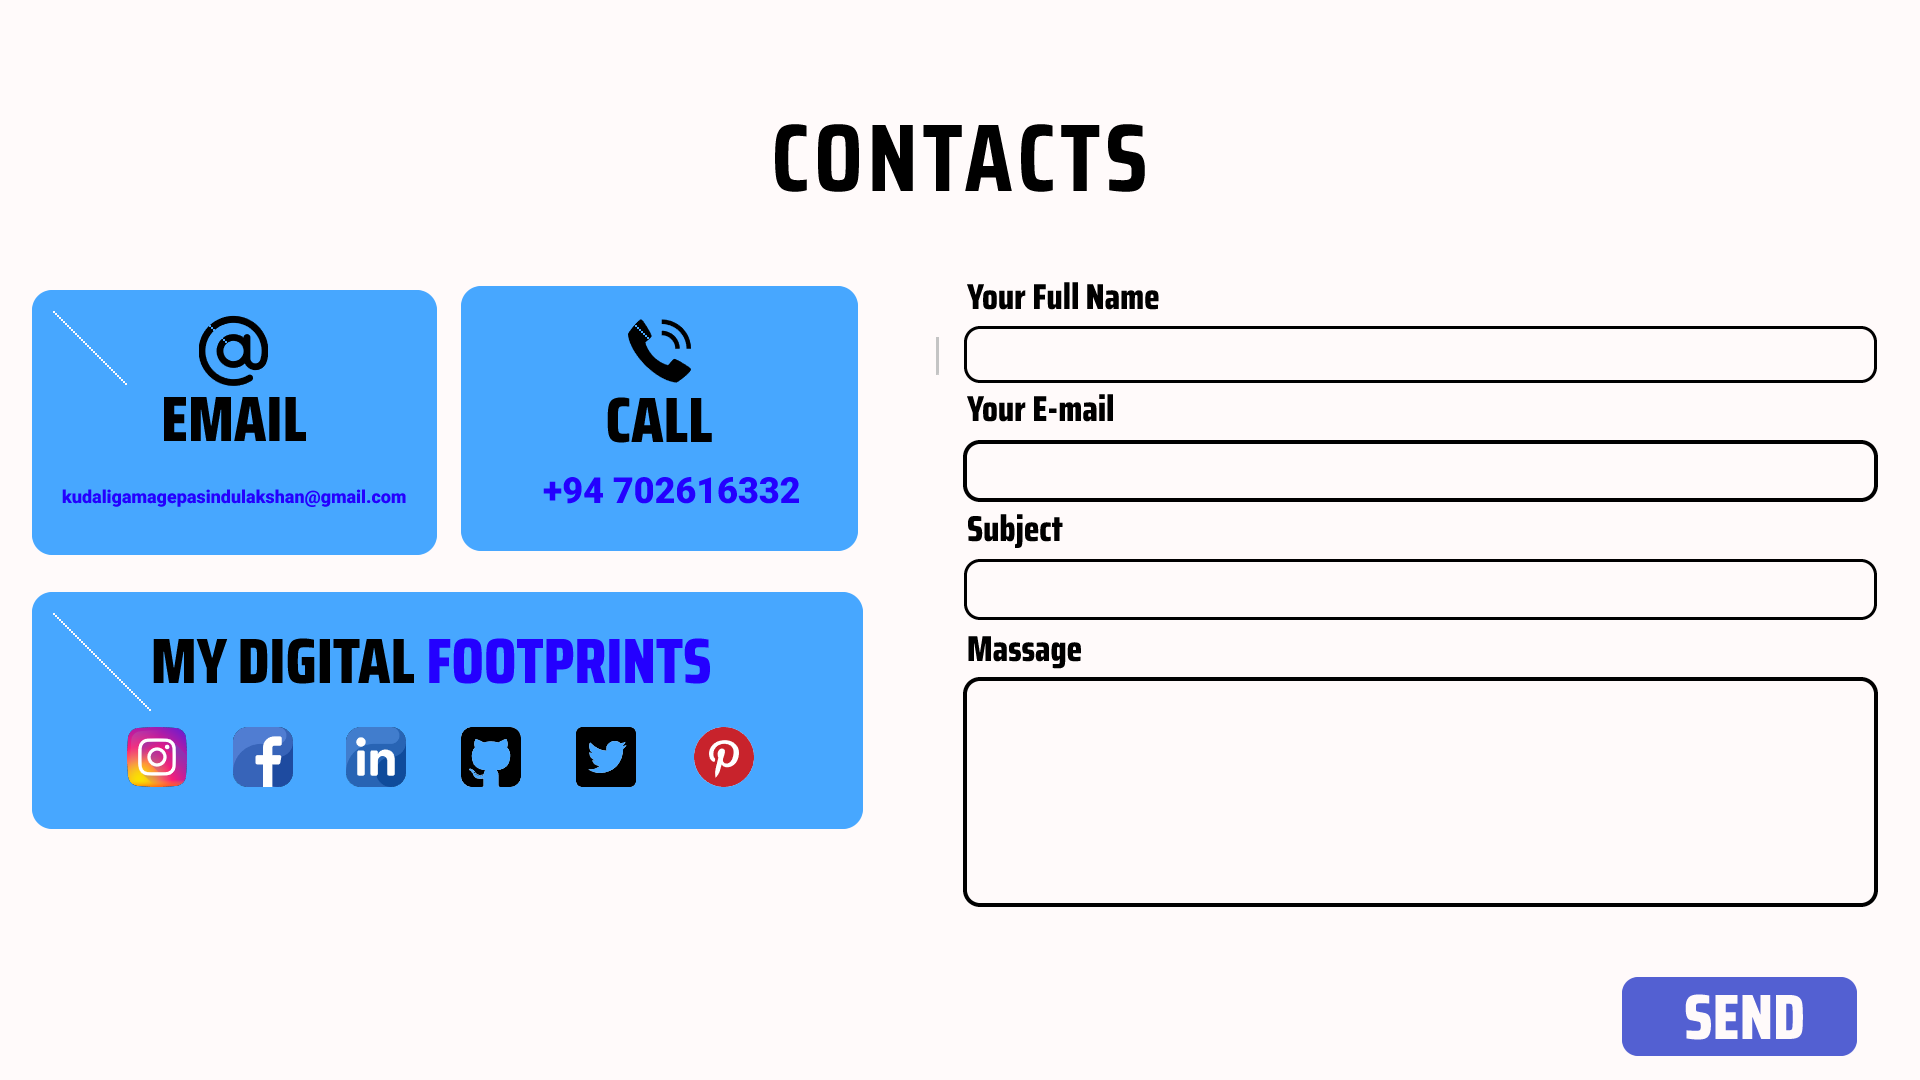 CONTACTS
EMAIL
kudaligamagepasindulakshan@gmail.com
CALL
+94 702616332
MY DIGITAL FOOTPRINTS
Your Full Name
Your E-mail
Subject
Massage
SEND